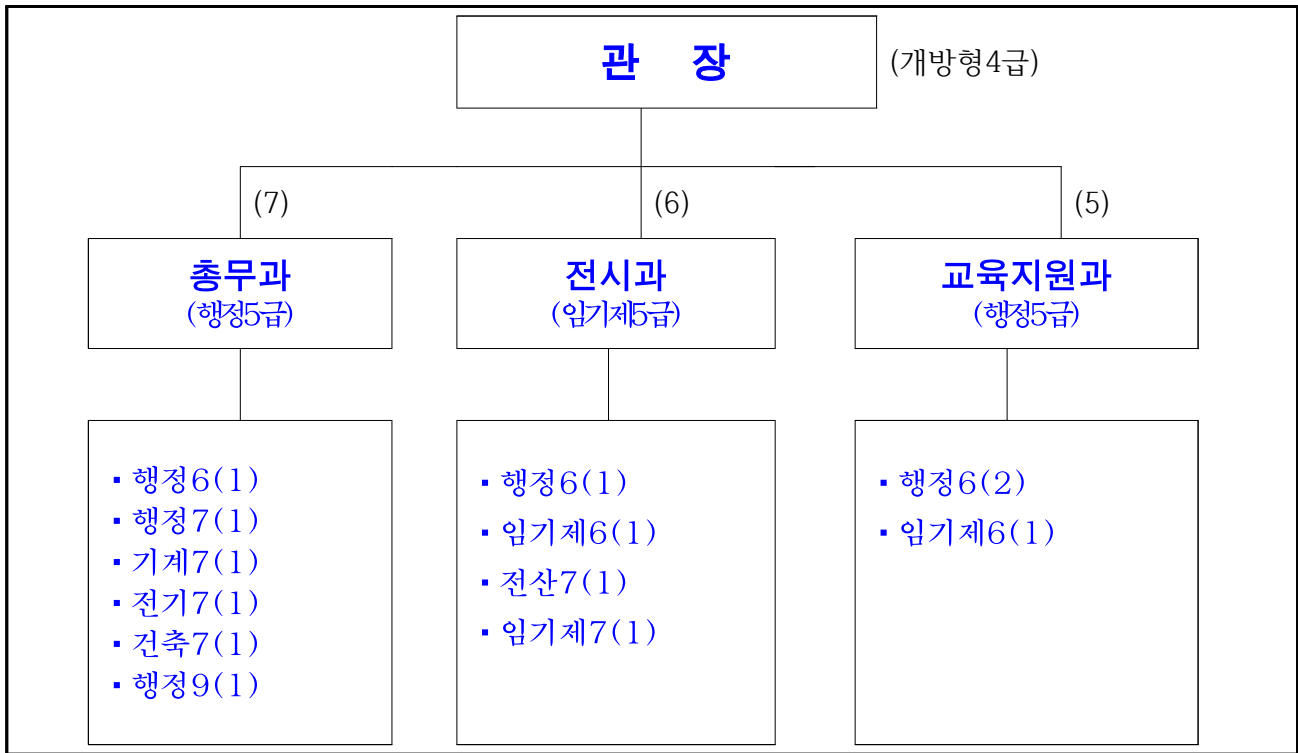 관 장
(개방형4급)
(7)
(6)
(5)
총무과
(행정5급)
전시과
(임기제5급)
교육지원과
(행정5급)
▪ 행정6(1)
▪ 행정7(1)
▪ 기계7(1)
▪ 전기7(1)
▪ 건축7(1)
▪ 행정9(1)
▪ 행정6(1)
▪ 임기제6(1)
▪ 전산7(1)
▪ 임기제7(1)
▪ 행정6(2)
▪ 임기제6(1)